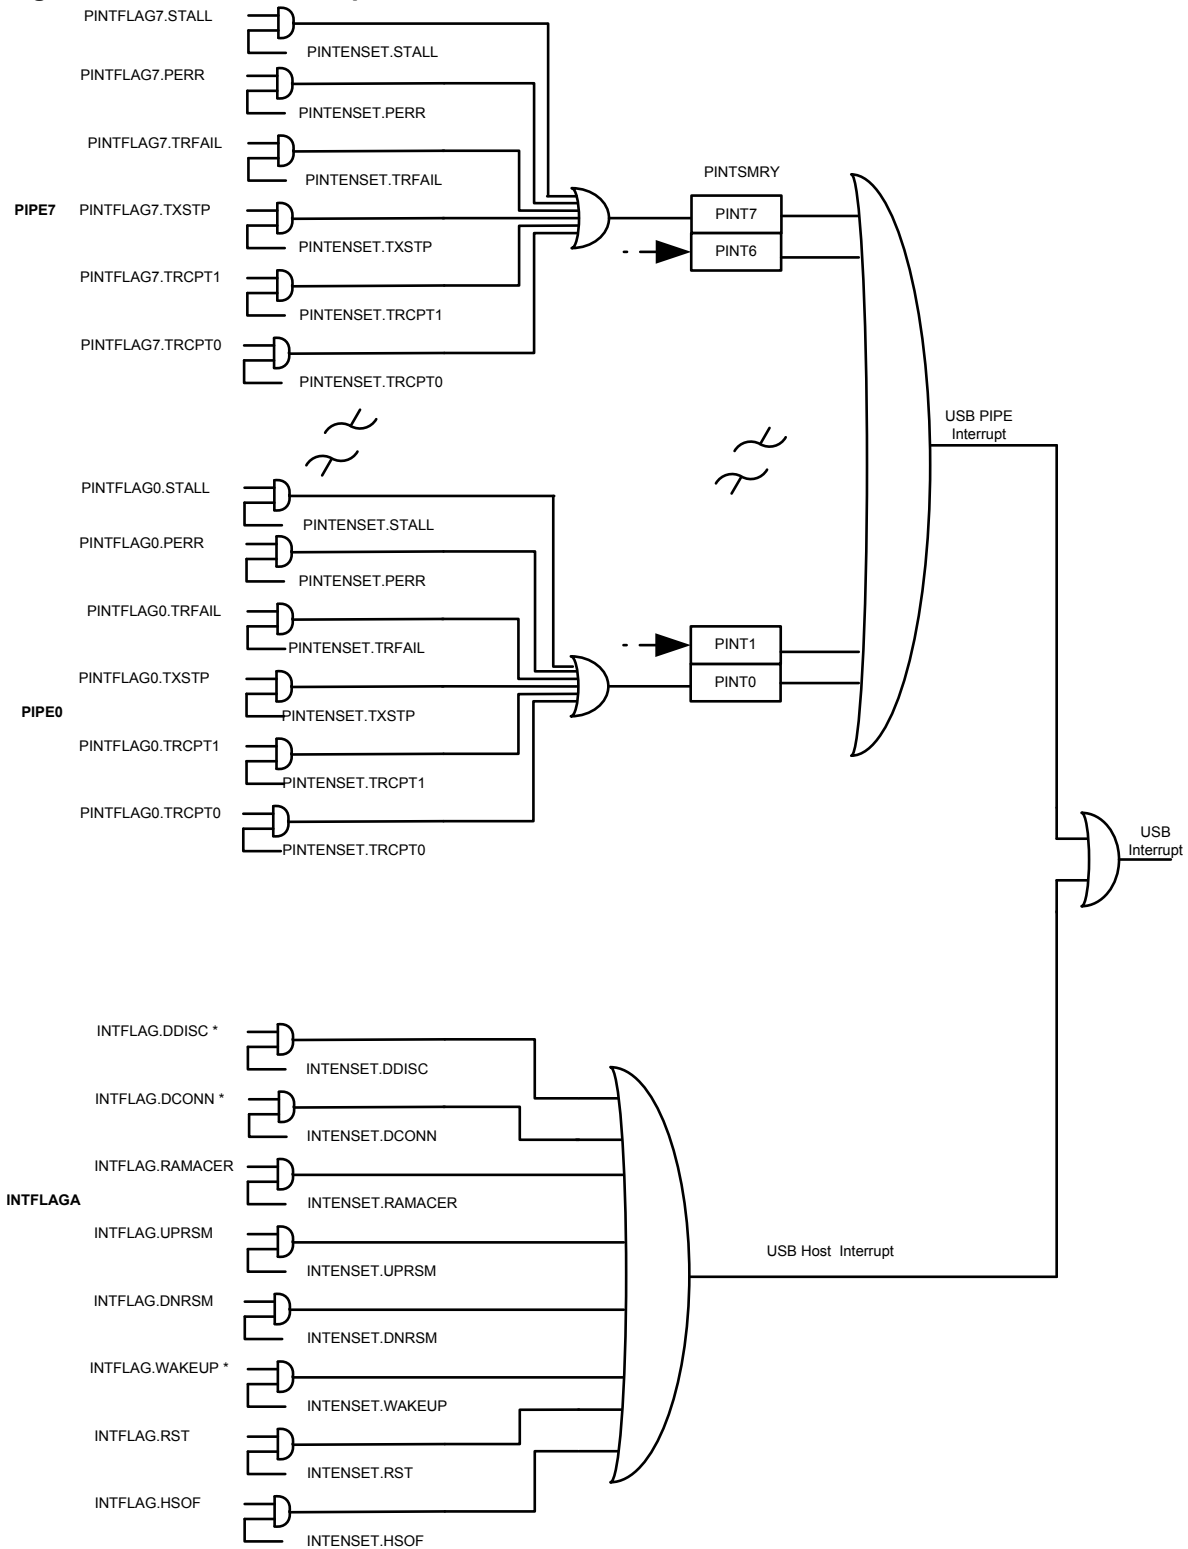 PINTFLAG7.STALL
PINTENSET.STALL
PINTFLAG7.PERR
PINTENSET.PERR
PINTFLAG7.TRFAIL
PINTENSET.TRFAIL
PINTSMRY
PIPE7 PINTFLAG7.TXSTP
PINT7
PINTENSET.TXSTP
PINT6
PINTFLAG7.TRCPT1
PINTENSET.TRCPT1
PINTFLAG7.TRCPT0
PINTENSET.TRCPT0
USB PIPE
Interrupt
PINTFLAG0.STALL
PINTENSET.STALL
PINTFLAG0.PERR
PINTENSET.PERR
PINTFLAG0.TRFAIL
PINTENSET.TRFAIL
PINT1
PINTFLAG0.TXSTP
PINT0
PIPE0
PINTENSET.TXSTP
PINTFLAG0.TRCPT1
PINTENSET.TRCPT1
PINTFLAG0.TRCPT0
PINTENSET.TRCPT0
USB
Interrupt
INTFLAG.DDISC *
INTENSET.DDISC
INTFLAG.DCONN *
INTENSET.DCONN
INTFLAG.RAMACER
INTFLAGA
INTENSET.RAMACER
INTFLAG.UPRSM
USB Host Interrupt
INTENSET.UPRSM
INTFLAG.DNRSM
INTENSET.DNRSM
INTFLAG.WAKEUP *
INTENSET.WAKEUP
INTFLAG.RST
INTENSET.RST
INTFLAG.HSOF
INTENSET.HSOF